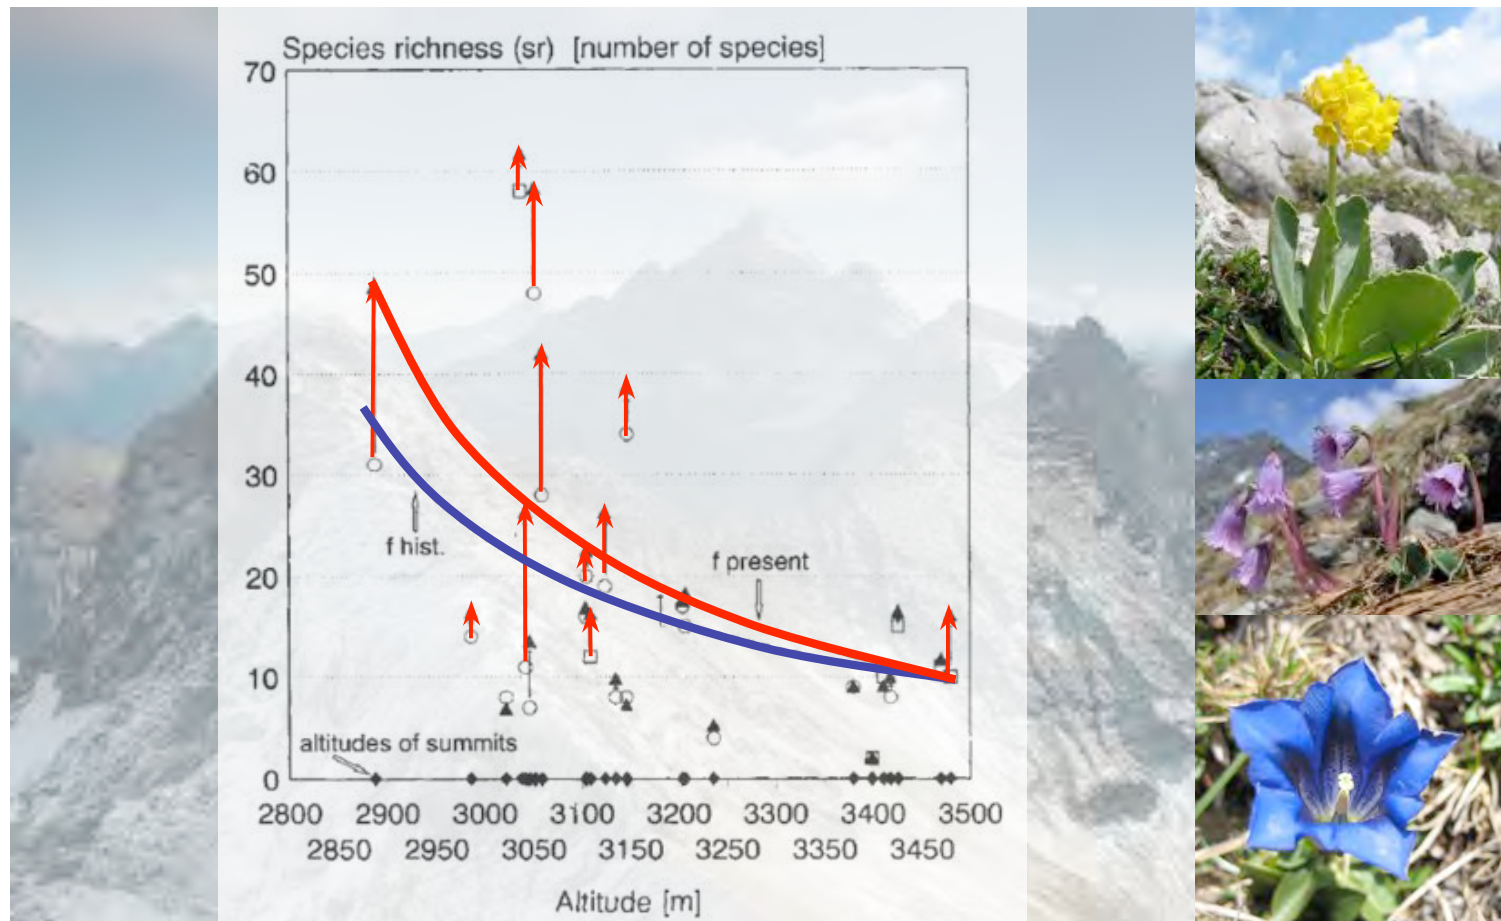 Species richness (sr) [number of species]
70
60
50
40
30
20
10
0
f hist.
f present
altitudes of summits
2800 2900 3000 3100 3200 3300 3400 3500
2850 2950 3050 3150 3250 3350 3450
Altitude [m]